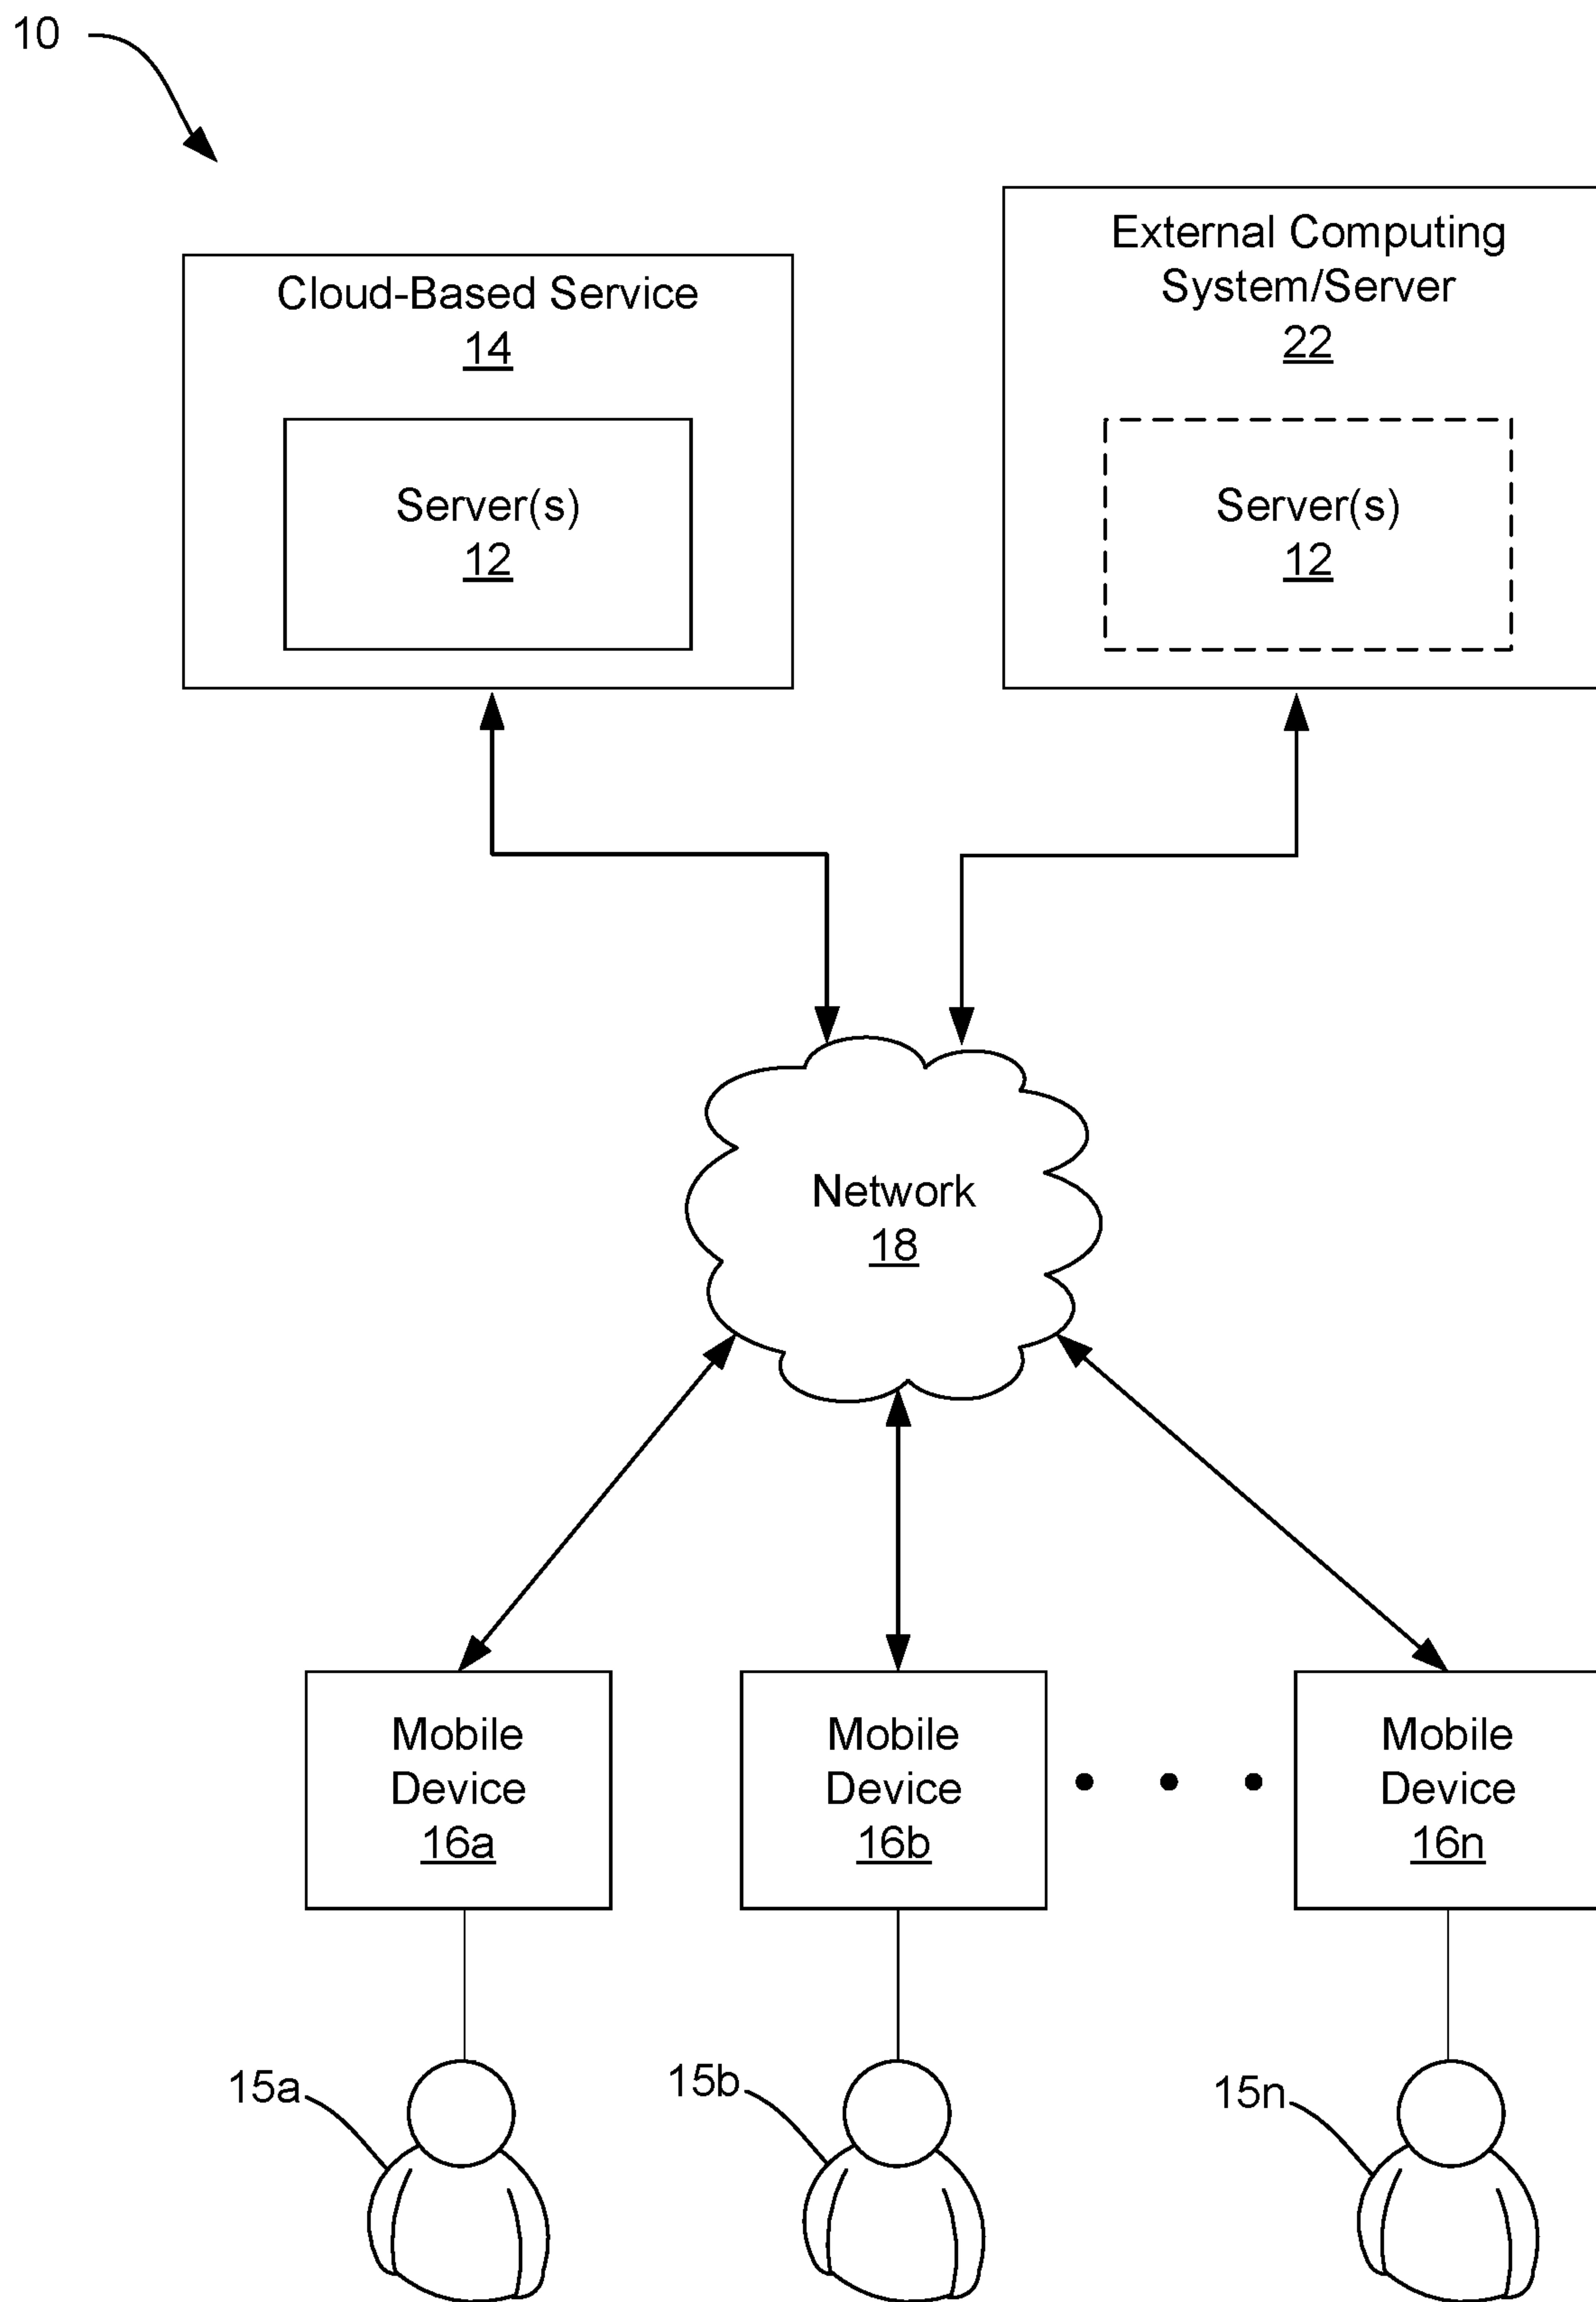 10
Cloud-Based Service
14
Server(s)
12
External Computing
System/Server
22
Server(s)
12
Network
18
Mobile
Device
16a
Mobile
Device
16b
Mobile
Device
16n
15a
15b
15n